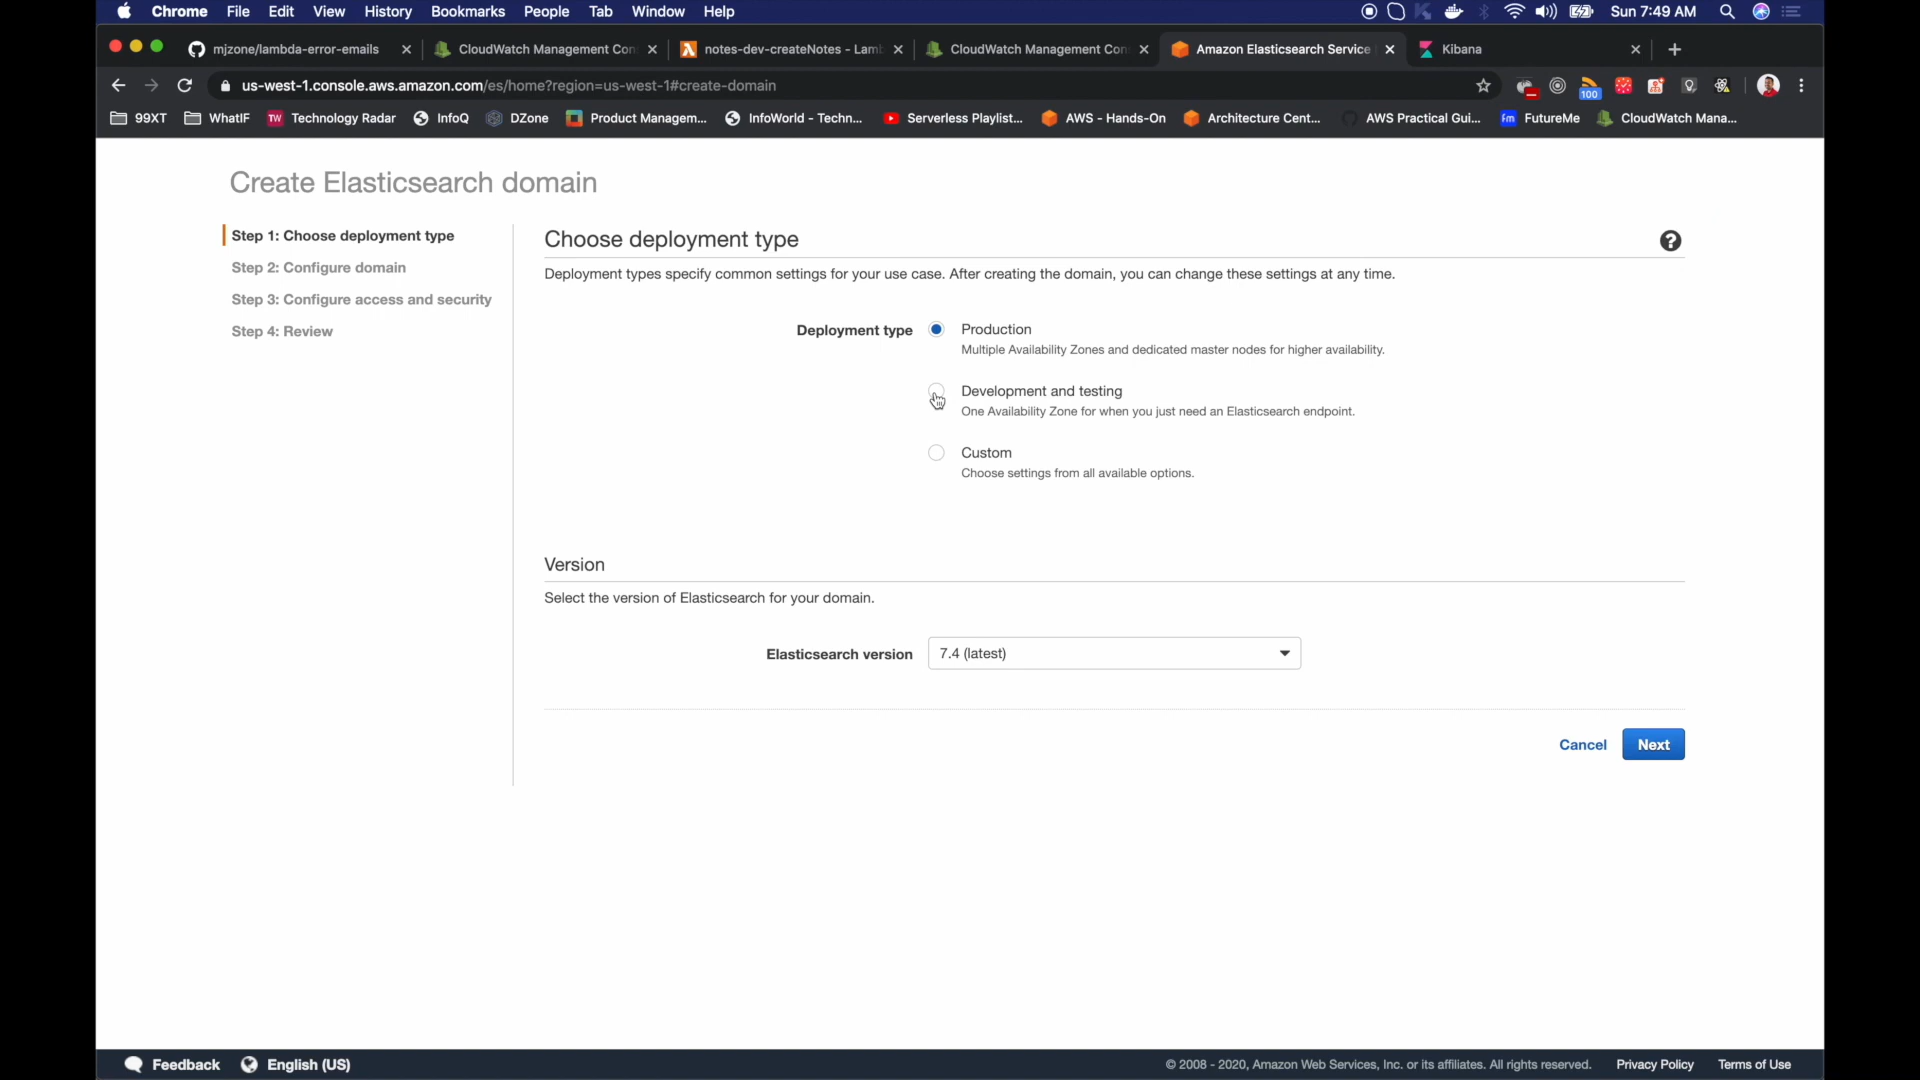 Chrome File Edit View History Bookmarks People Tab Window Help Sun 7:49 AM
mjzone/lambda-error-emails CloudWatch Management Con notes-dev-createNotes - Lam CloudWatch Management Con Amazon Elasticsearch Service Kibana
us-west-1.console.aws.amazon.com/es/home?region=us-west-1#create-domain 100
99XT WhatIF TW Technology Radar InfoQ DZone Product Managem... InfoWorld - Techn... Serverless Playlist... AWS - Hands-On Architecture Cent... AWS Practical Gui... Fm FutureMe CloudWatch Mana...
Create Elasticsearch domain
Step 1: Choose deployment type
Step 2: Configure domain
Step 3: Configure access and security
Step 4: Review
Choose deployment type
Deployment types specify common settings for your use case. After creating the domain, you can change these settings at any time.
Deployment type Production
Multiple Availability Zones and dedicated master nodes for higher availability.
Development and testing
One Availability Zone for when you just need an Elasticsearch endpoint.
Custom
Choose settings from all available options.
Version
Select the version of Elasticsearch for your domain.
Elasticsearch version 7.4 (latest)
Cancel Next
Feedback English (US) © 2008 - 2020, Amazon Web Services, Inc. or its affiliates. All rights reserved. Privacy Policy Terms of Use